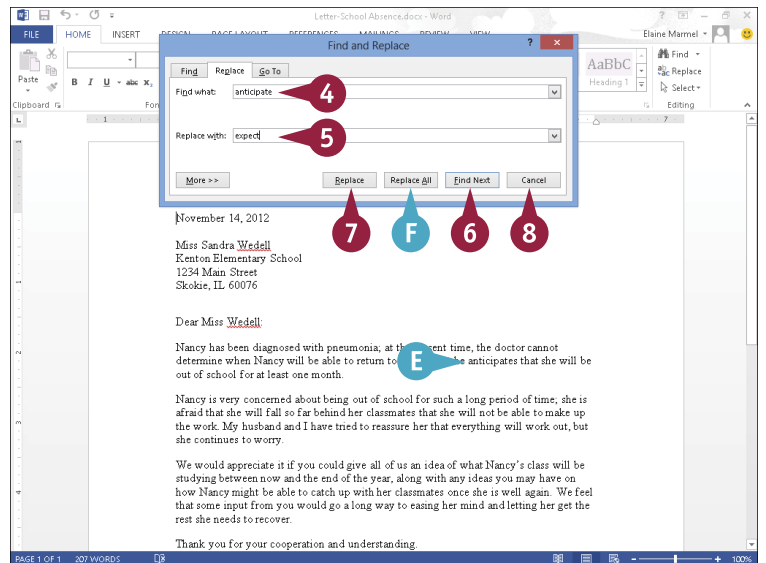 Letter-School Absence.docx - Word
FILE HOME INSERT DESIGN PAGE LAYOUT REFERENCES MAILINGS REVIEW VIEW Elaine Marmel
Find and Replace ? ×
Find Replace Go To
Find what: anticipate 4
Replace with: expect 5
More >> Replace Replace All Find Next Cancel
7 F 6 8
Paste
B I U abc X,
Clipboard Fon
AaBbC
Heading 1
Find
Replace
Select
Editing
1 7
November 14, 2012
Miss Sandra Wedell
Kenton Elementary School
1234 Main Street
Skokie, IL 60076
Dear Miss Wedell:
Nancy has been diagnosed with pneumonia; at the ent time, the doctor cannot
determine when Nancy will be able to return to E e anticipates that she will be
out of school for at least one month.
Nancy is very concerned about being out of school for such a long period of time; she is
afraid that she will fall so far behind her classmates that she will not be able to make up
the work. My husband and I have tried to reassure her that everything will work out, but
she continues to worry.
We would appreciate it if you could give all of us an idea of what Nancy's class will be
studying between now and the end of the year, along with any ideas you may have on
how Nancy might be able to catch up with her classmates once she is well again. We feel
that some input from you would go a long way to easing her mind and letting her get the
rest she needs to recover.
Thank you for your cooperation and understanding.
PAGE 1 OF 1 207 WORDS 100%